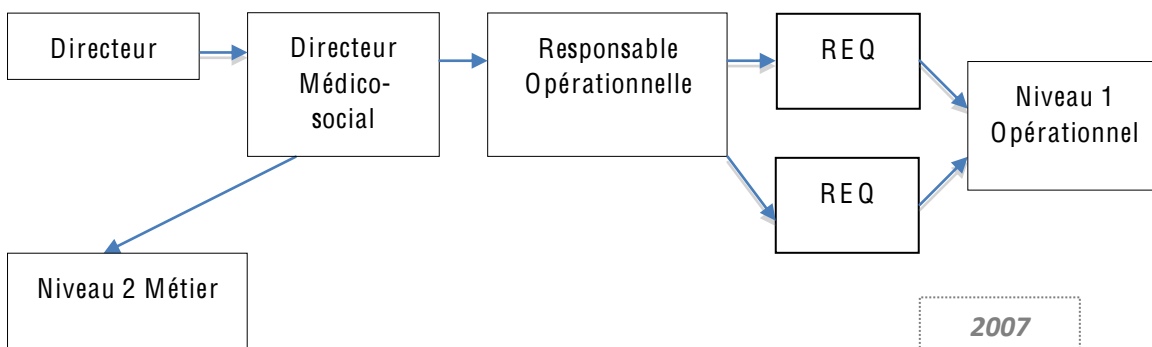 Directeur
Directeur
Médico-
social
Responsable
Opérationnelle
REQ
REQ
Niveau 1
Opérationnel
Niveau 2 Métier
2007